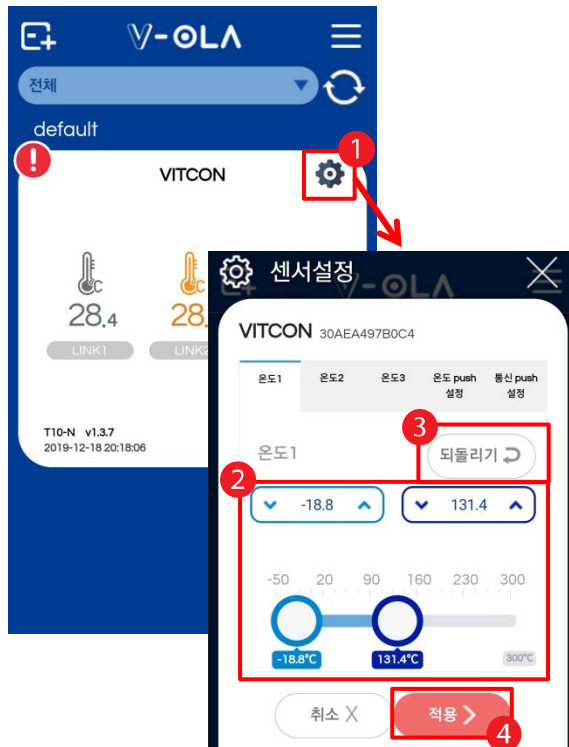 V-OLA
전체
default
!
1
VITCON
28.4
28.
LINK1
LINK2
T10-N v1.3.7
2019-12-18 20:18:06
센서설정
V-OLA
VITCON 30AEA497B0C4
온도1 온도2 온도3 온도 push 설정 통신 push 설정
3
온도1 되돌리기
2
-18.8 131.4
-50 20 90 160 230 300
-18.8°C 131.4°C 300°C
취소 X 적용 >
4